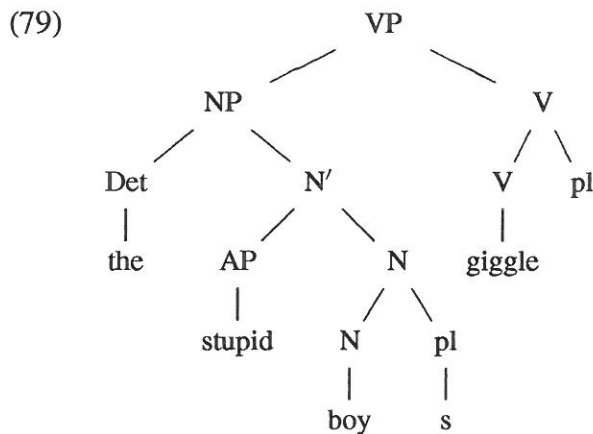 (79) VP
NP V
Det N′ V pl
the AP N giggle
stupid N pl
boy s